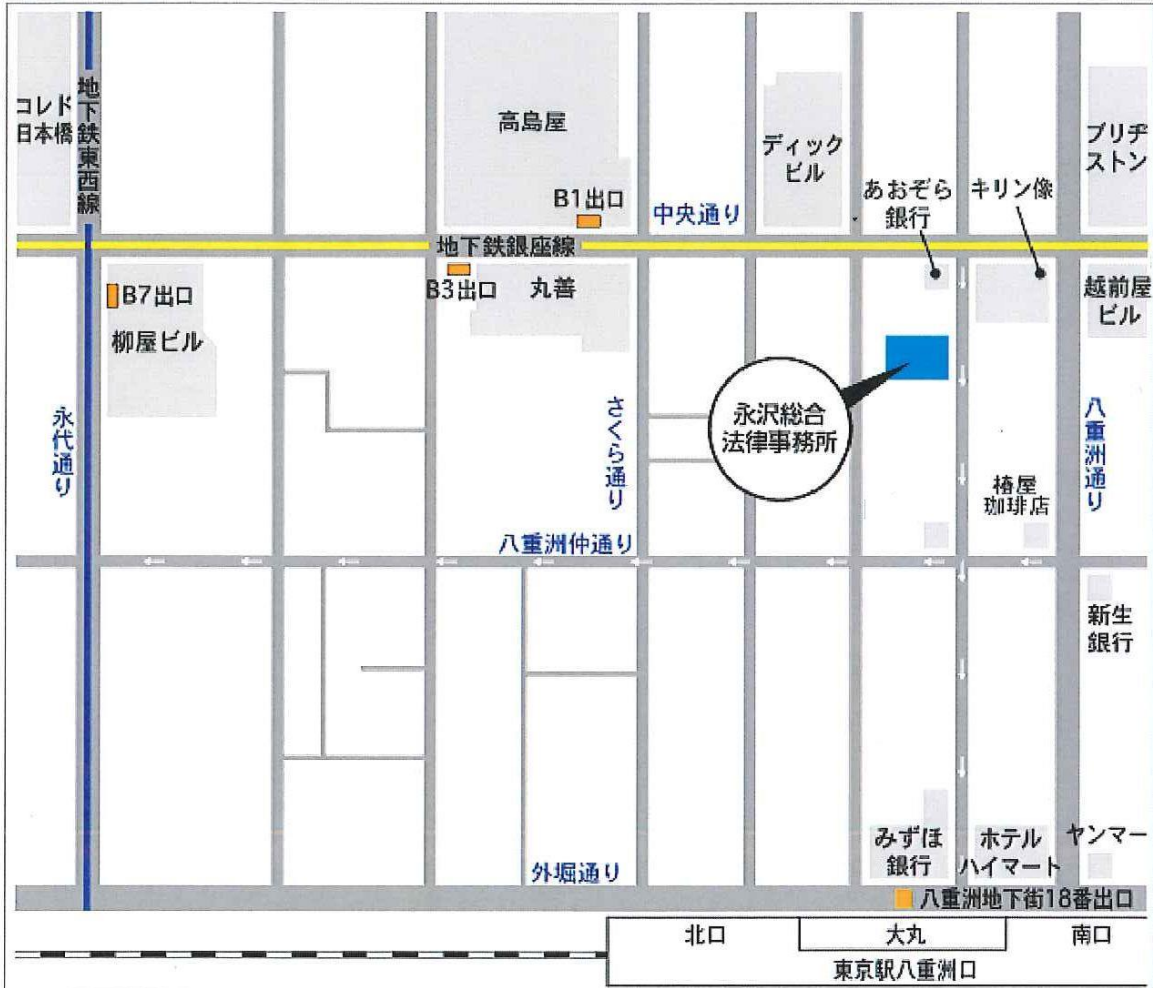 コレド
日本橋
地下鉄東西線
高島屋
B1出口
中央通り
ディック
ビル
あおぞら
銀行
キリン像
ブリヂ
ストン
地下鉄銀座線
B7出口
柳屋ビル
B3出口
丸善
越前屋
ビル
永代通り
さくら通り
永沢総合
法律事務所
八重洲通り
椿屋
珈琲店
八重洲仲通り
新生
銀行
みずほ
銀行
ホテル
ハイマート
ヤンマー
外堀通り
八重洲地下街18番出口
北口
大丸
南口
東京駅八重洲口